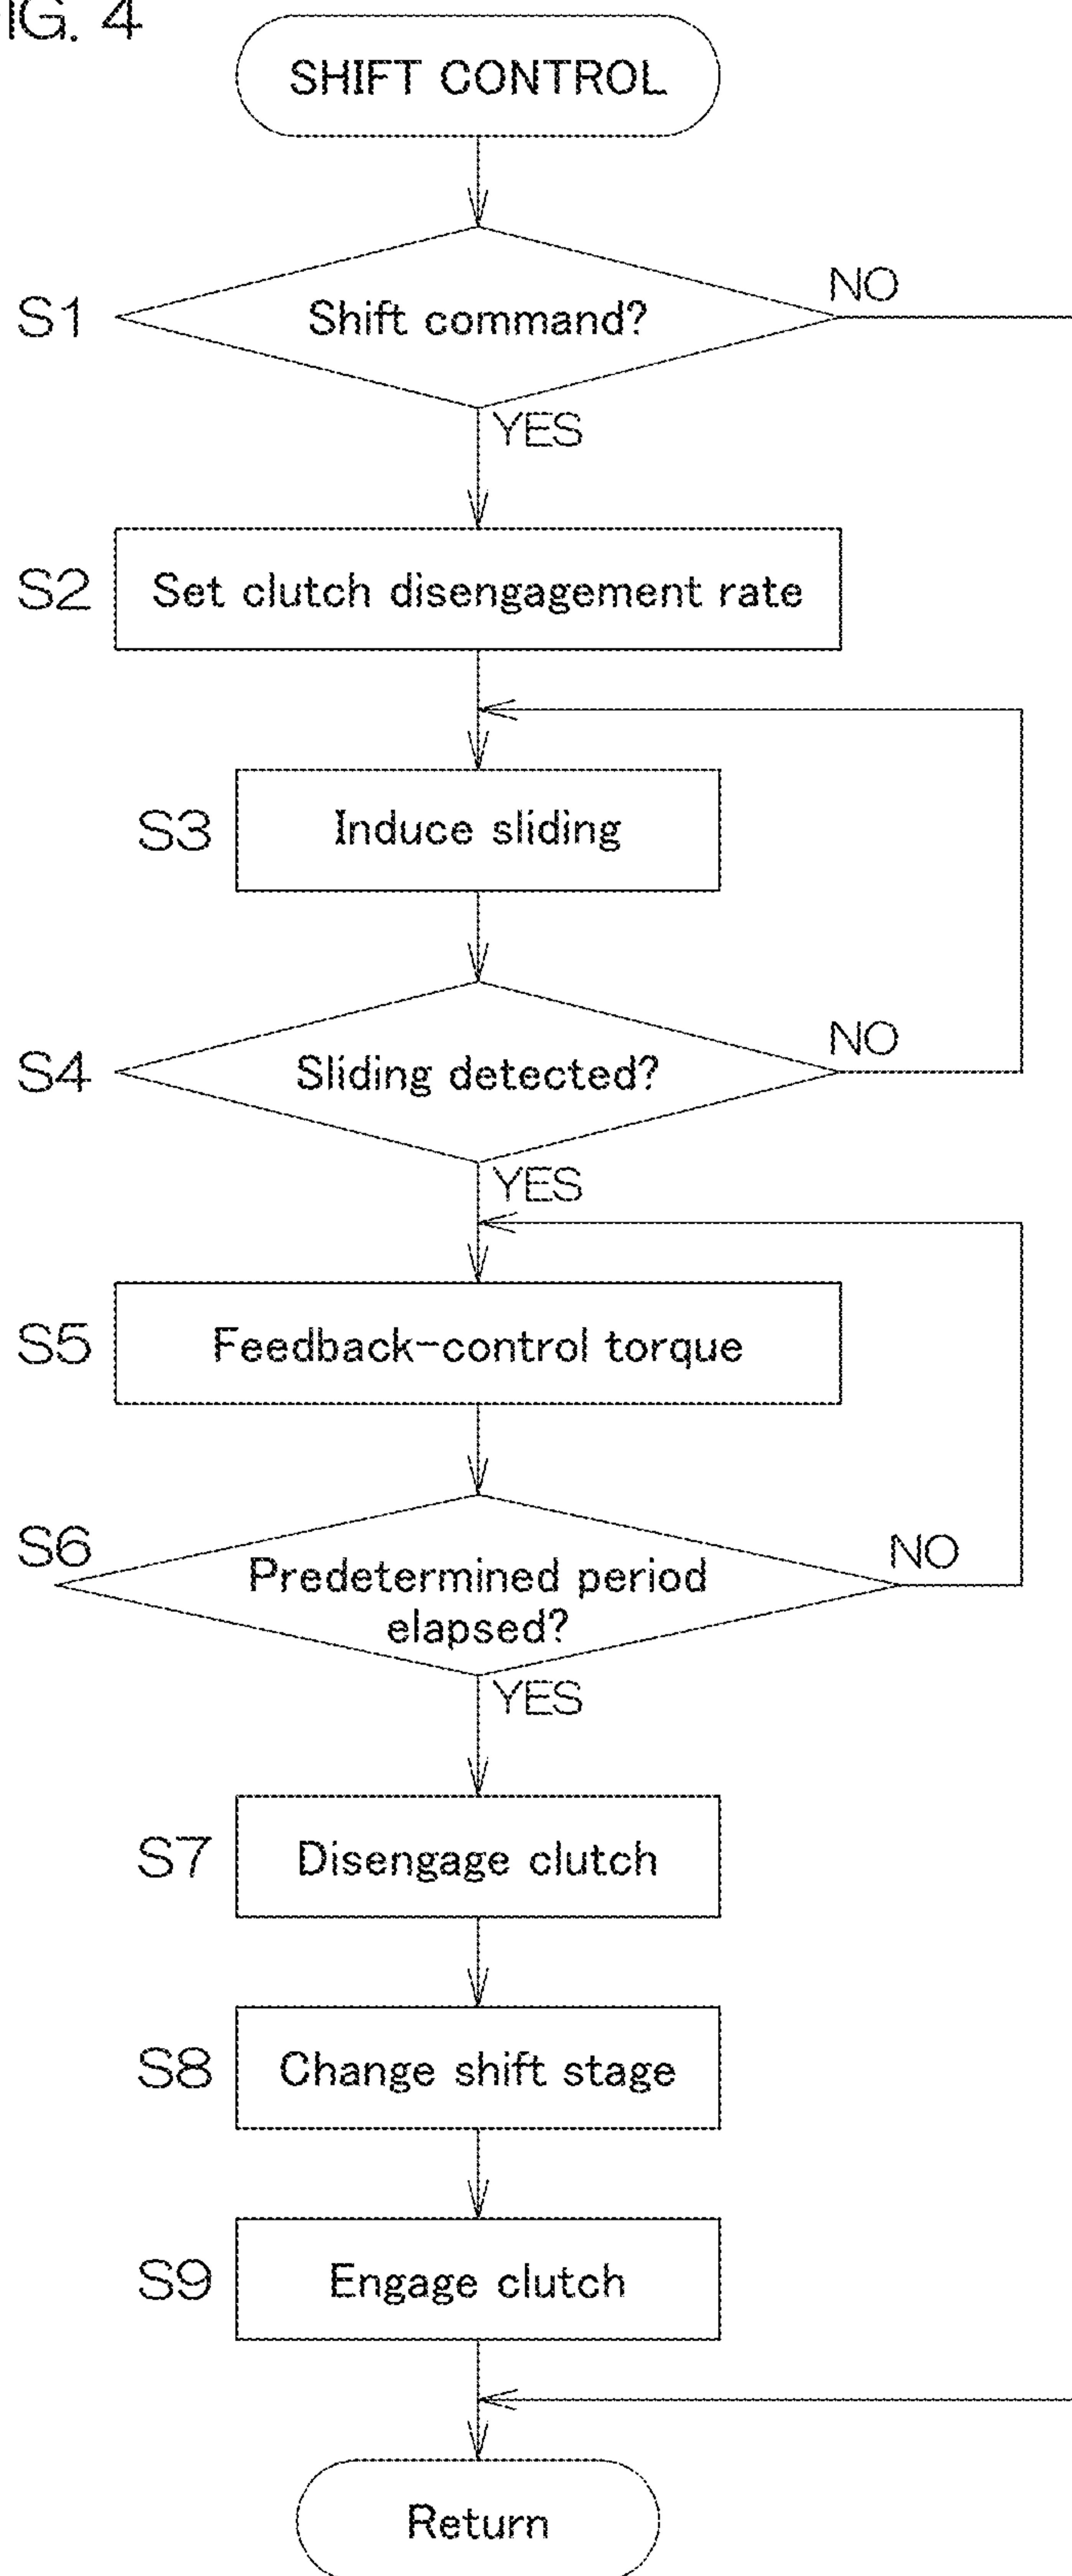 IG. 4
SHIFT CONTROL
S1
Shift command?
NO
YES
S2
Set clutch disengagement rate
S3
Induce sliding
S4
Sliding detected?
NO
YES
S5
Feedback-control torque
S6
Predetermined period
elapsed?
NO
YES
S7
Disengage clutch
S8
Change shift stage
S9
Engage clutch
Return